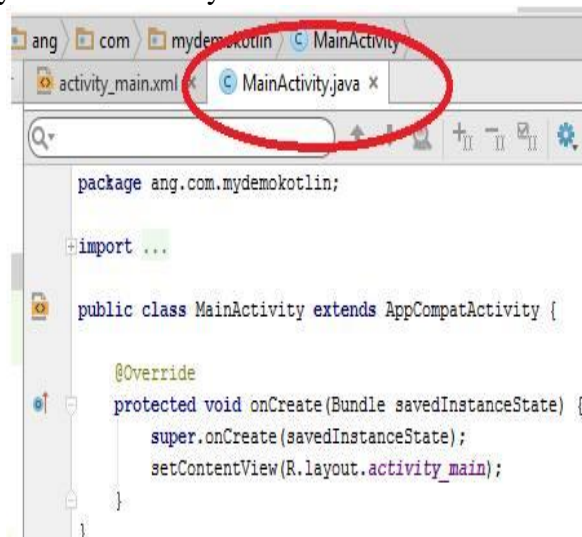 ang com mydemokotlin MainActivity
activity_main.xml MainActivity.java
package ang.com.mydemokotlin;
import ...
public class MainActivity extends AppCompatActivity {
@Override
protected void onCreate(Bundle savedInstanceState) {
super.onCreate(savedInstanceState);
setContentView(R.layout.activity_main);
}
}